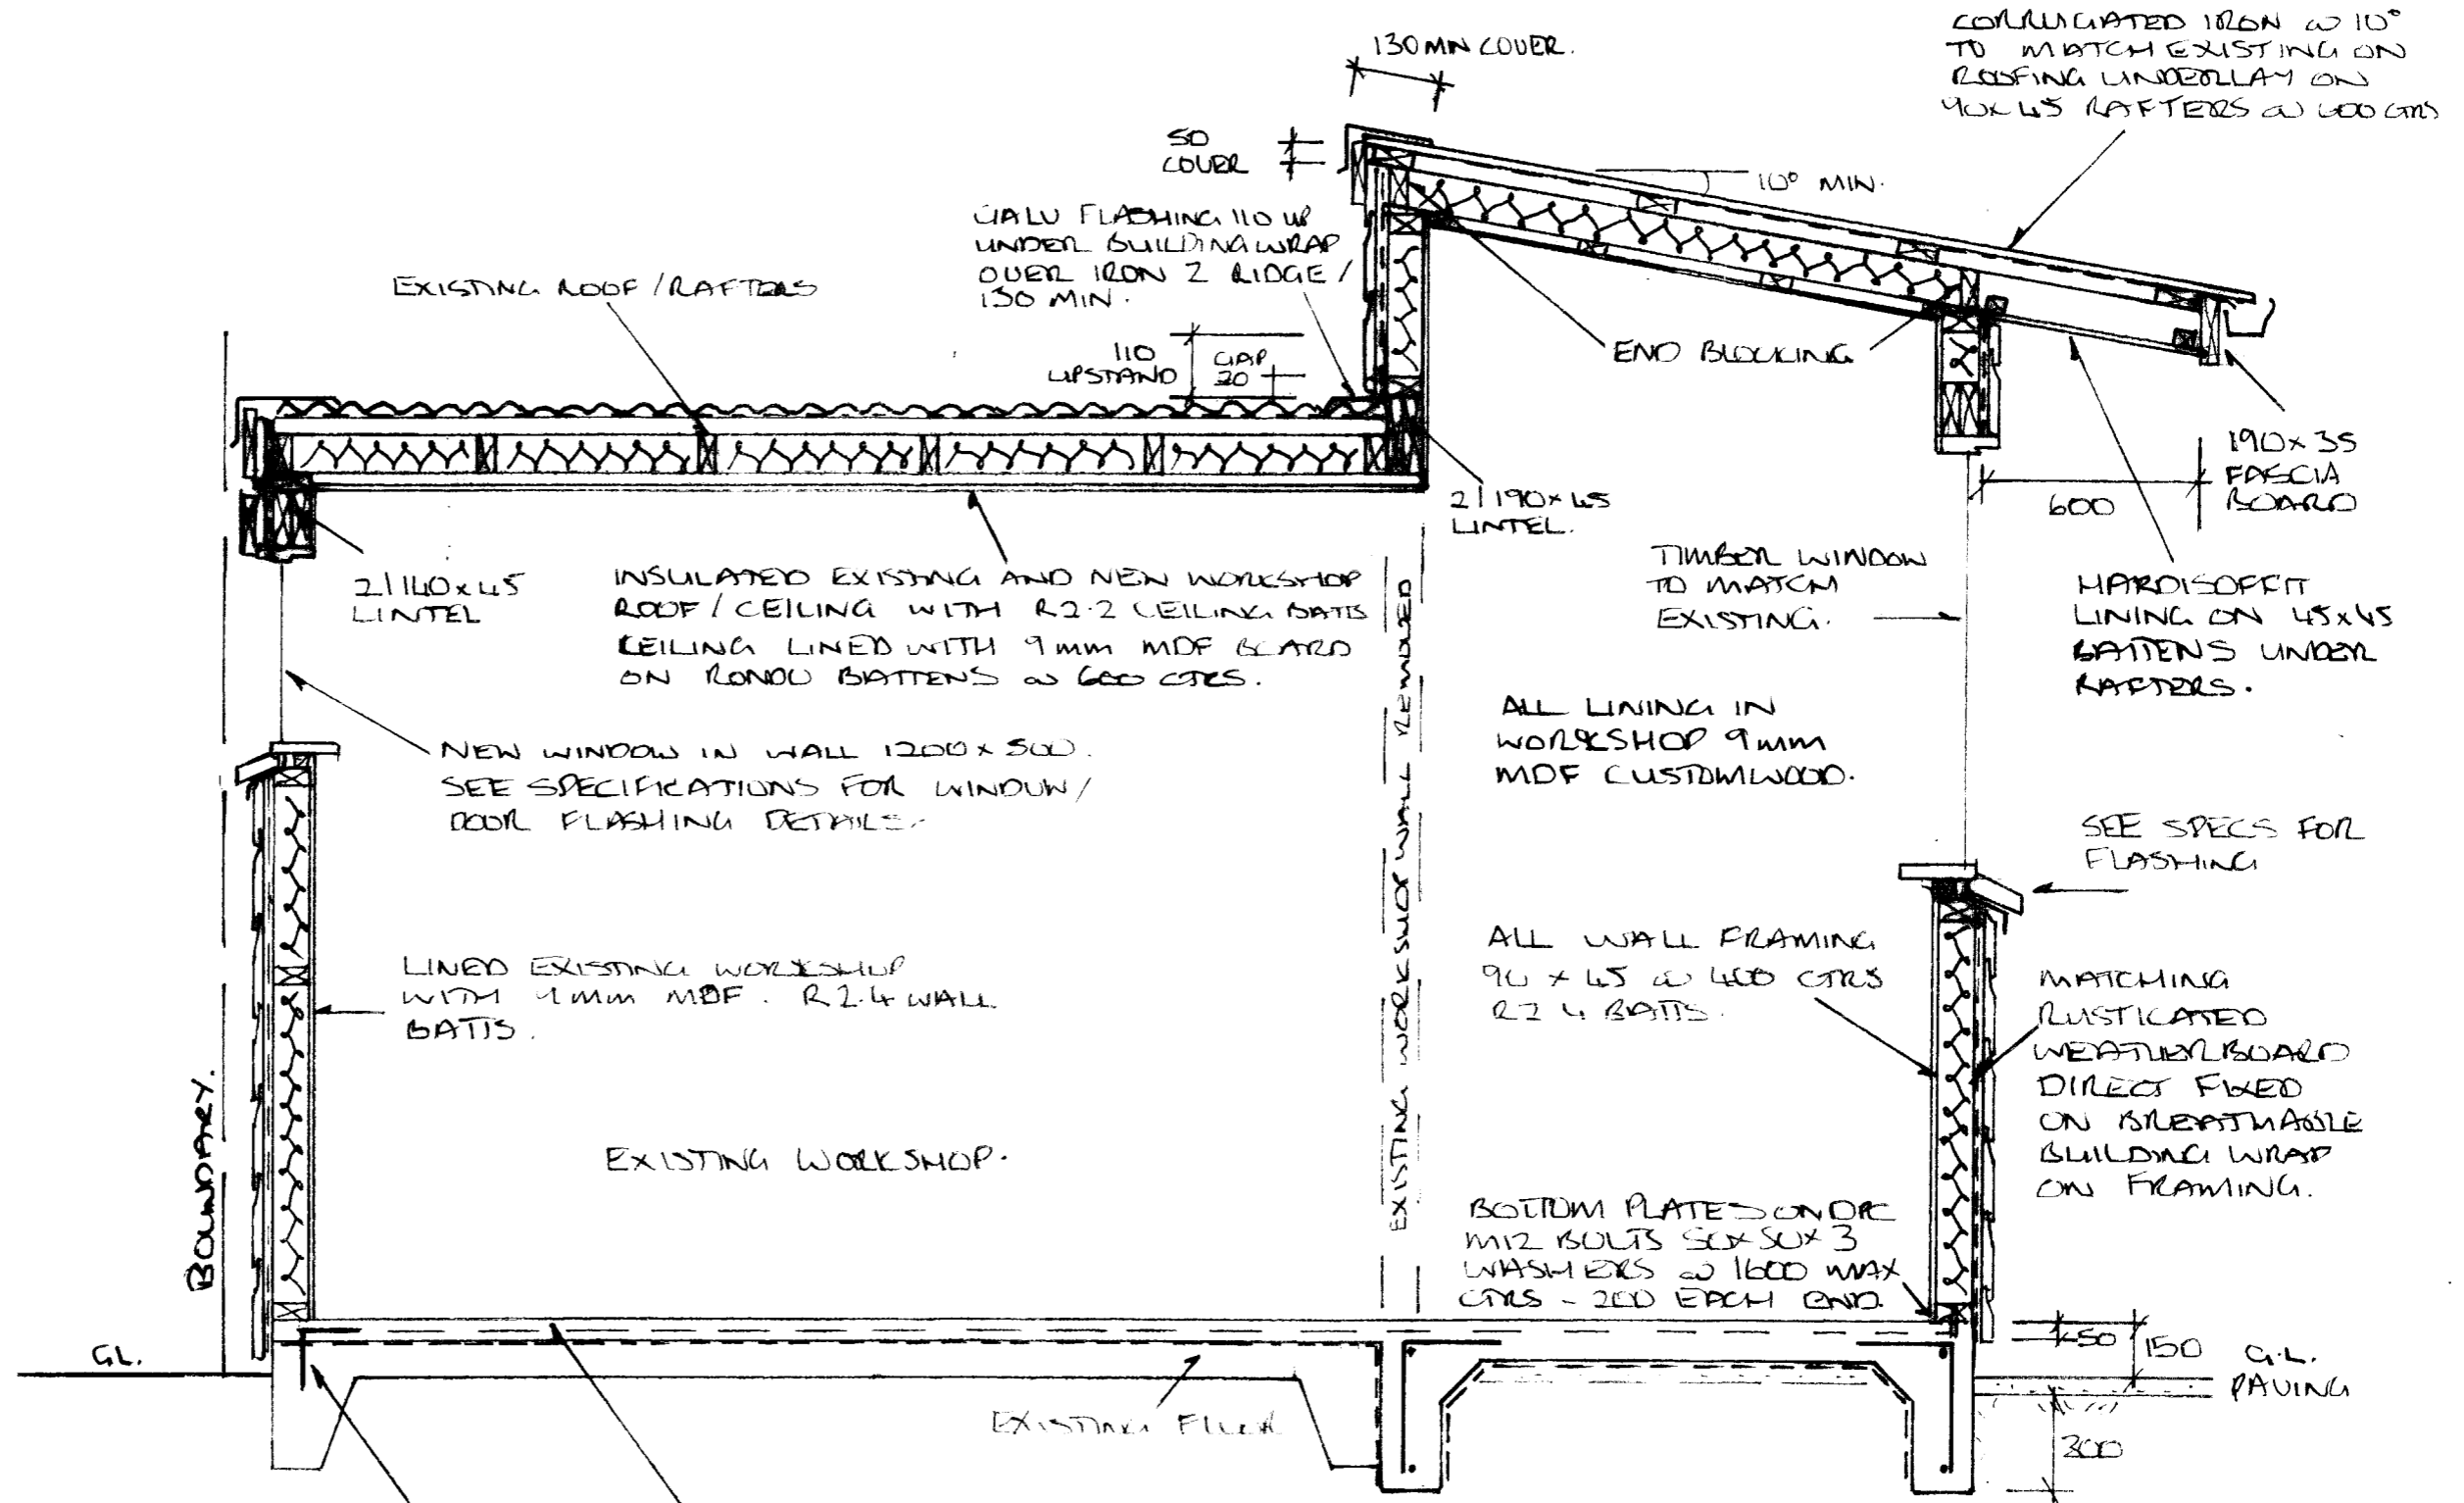 130 MIN COVER.
CORRUGATED IRON @ 10°
TO MATCH EXISTING ON
ROOFING UNDERLAY ON
90x45 RAFTERS @ 600 CTRS
50
COVER
10° MIN.
GALV FLASHING 110 UP
UNDER BUILDING WRAP
OVER IRON 2 RIDGE /
130 MIN.
EXISTING ROOF / RAFTERS
110
UPSTAND
GAP
20
END BLOCKING
190 x 35
FASCIA
BOARD
600
2/190x45
LINTEL.
2/140x45
LINTEL
INSULATED EXISTING AND NEW WORKSHOP
ROOF / CEILING WITH R2.2 CEILING BATTS
CEILING LINED WITH 9mm MDF BOARD
ON RONDO BATTENS @ 600 CTRS.
TIMBER WINDOW
TO MATCH
EXISTING.
HARDISOFFIT
LINING ON 45x45
BATTENS UNDER
RAFTERS.
EXISTING WORKSHOP WALL REMOVED
NEW WINDOW IN WALL 1200 x 500.
SEE SPECIFICATIONS FOR WINDOW /
DOOR FLASHING DETAILS.
ALL LINING IN
WORKSHOP 9mm
MDF CUSTOMWOOD.
SEE SPECS FOR
FLASHING
LINED EXISTING WORKSHOP
WITH 9mm MDF. R2.4 WALL
BATTS.
ALL WALL FRAMING
90 x 45 @ 400 CTRS
R2.4 BATTS.
MATCHING
RUSTICATED
WEATHERBOARD
DIRECT FIXED
ON BREATHABLE
BUILDING WRAP
ON FRAMING.
BOUNDARY.
EXISTING WORKSHOP.
BOTTOM PLATES ON DPC
M12 BOLTS 50x50x3
WASHERS @ 1600 MAX
CTRS - 200 EACH END.
G.L.
50
150
G.L.
PAVING
EXISTING FLOOR
300